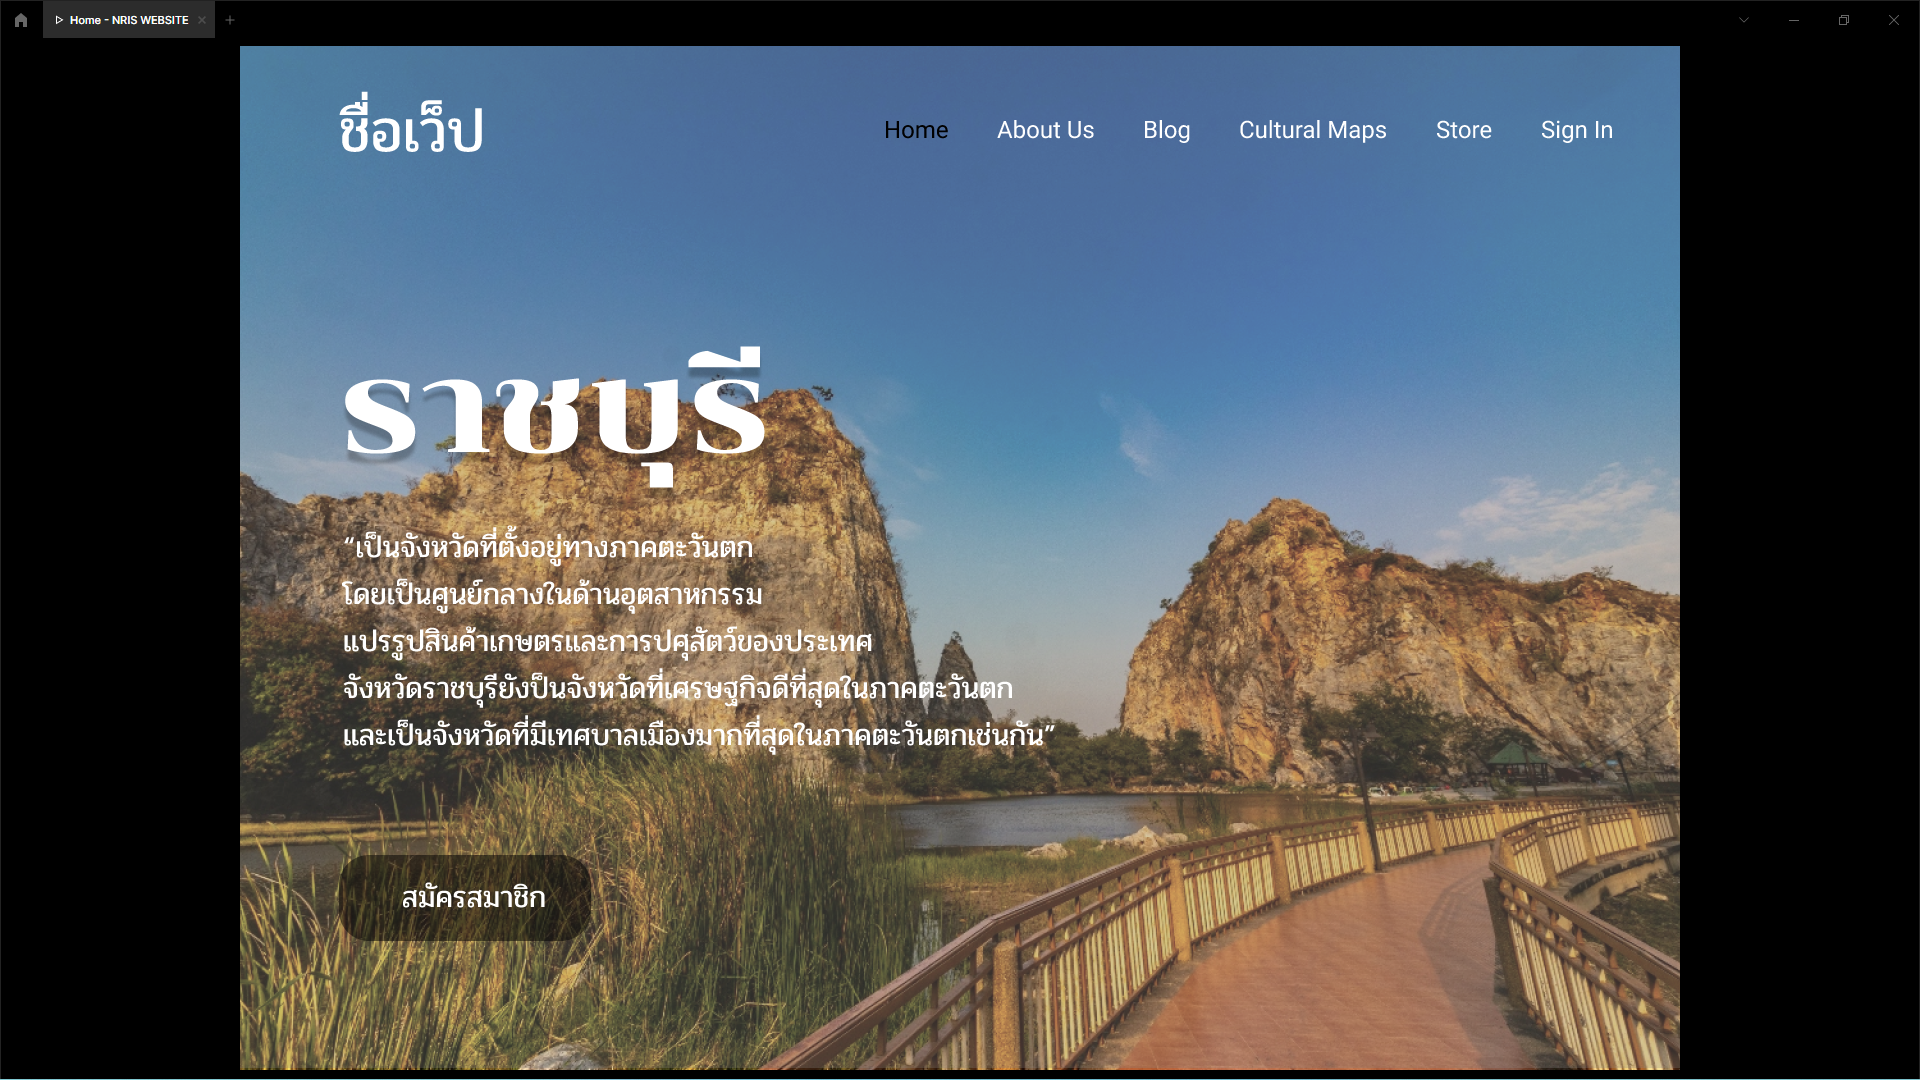 Home - NRIS WEBSITE
ชื่อเว็ป
Home About Us Blog Cultural Maps Store Sign In
ราชบุรี
“เป็นจังหวัดที่ตั้งอยู่ทางภาคตะวันตก
โดยเป็นศูนย์กลางในด้านอุตสาหกรรม
แปรรูปสินค้าเกษตรและการปศุสัตว์ของประเทศ
จังหวัดราชบุรียังป็นจังหวัดที่เศรษฐกิจดีที่สุดในภาคตะวันตก
และเป็นจังหวัดที่มีเทศบาลเมืองมากที่สุดในภาคตะวันตกเช่นกัน”
สมัครสมาชิก